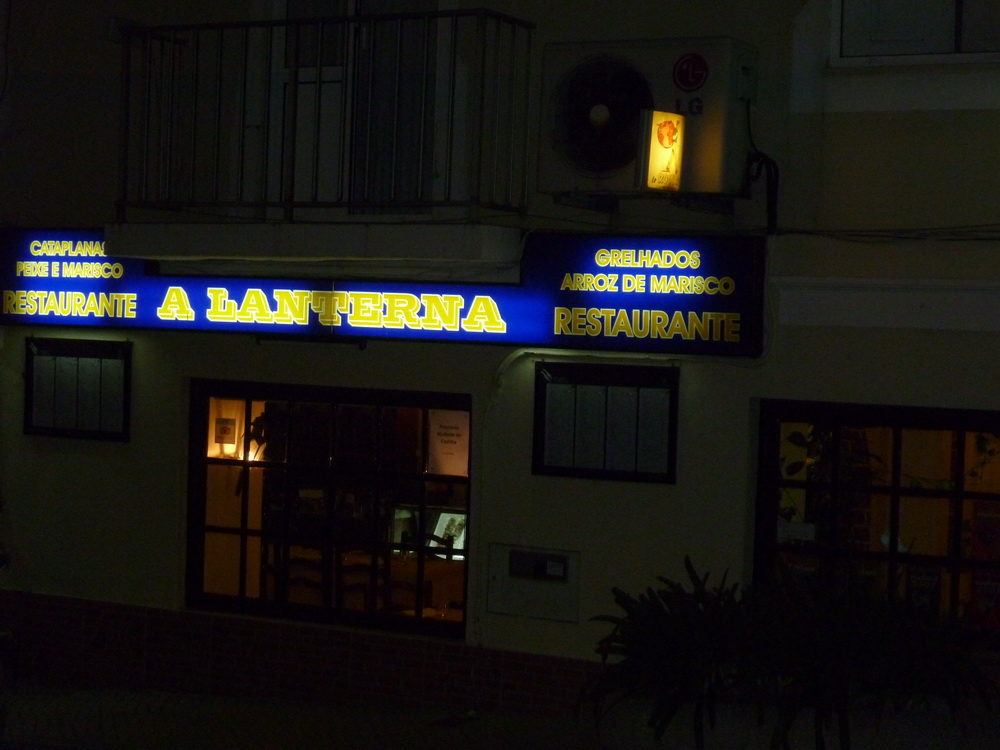 LG
CATAPLANAS
PEIXE E MARISCO
RESTAURANTE
A LANTERNA
GRELHADOS
ARROZ DE MARISCO
RESTAURANTE